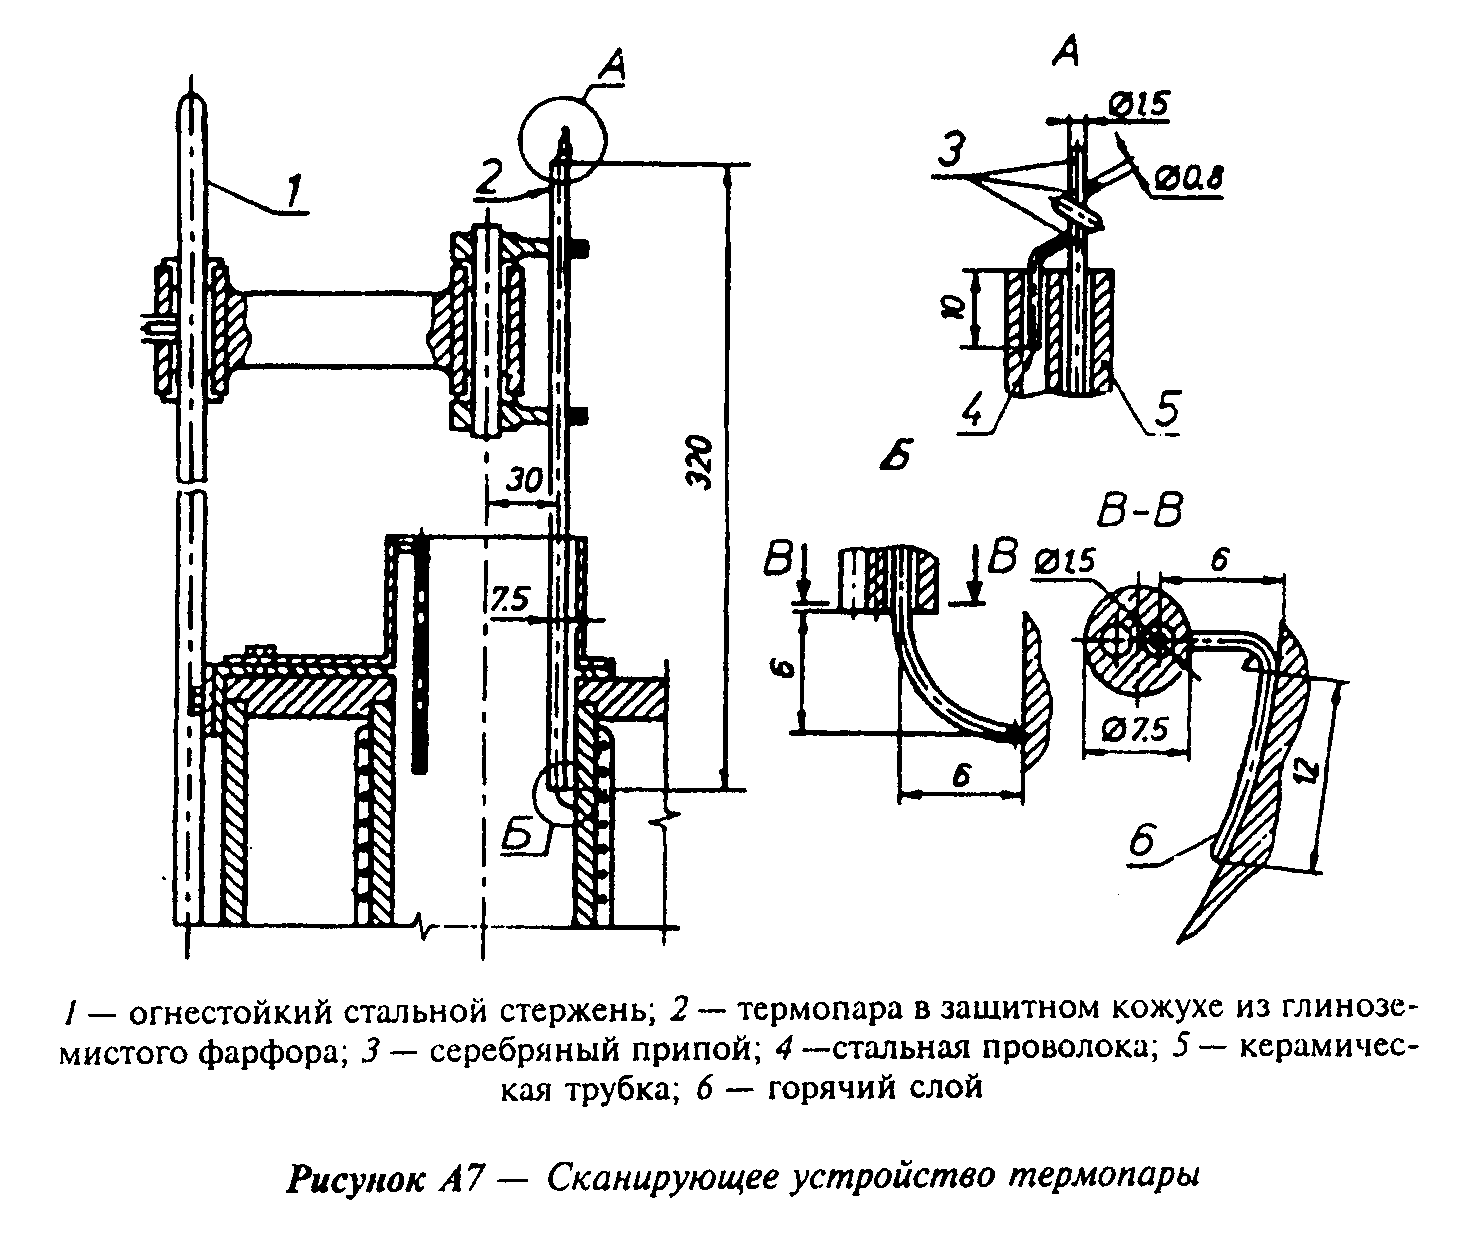 А
А
Ø1.5
3
Ø0.8
1
2
10
4
5
320
30
Б
В-В
В
В
Ø1.5
6
7.5
6
Ø7.5
6
12
Б
6
1 — огнестойкий стальной стержень; 2 — термопара в защитном кожухе из глинозе-
мистого фарфора; 3 — серебряный припой; 4 —стальная проволока; 5 — керамичес-
кая трубка; 6 — горячий слой
Рисунок А7 — Сканирующее устройство термопары